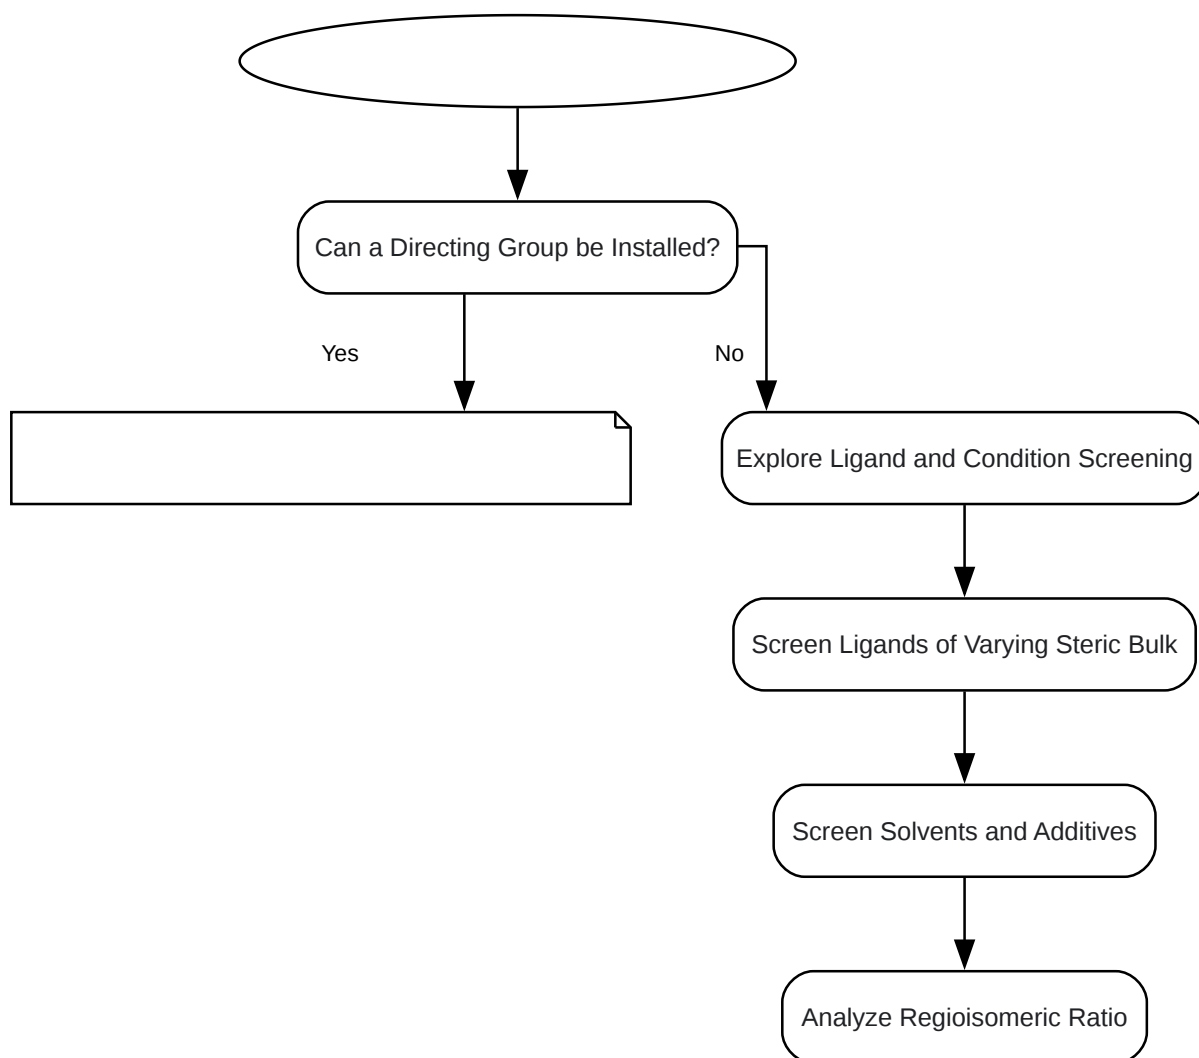 Can a Directing Group be Installed?
Yes
No
Explore Ligand and Condition Screening
Screen Ligands of Varying Steric Bulk
Screen Solvents and Additives
Analyze Regioisomeric Ratio